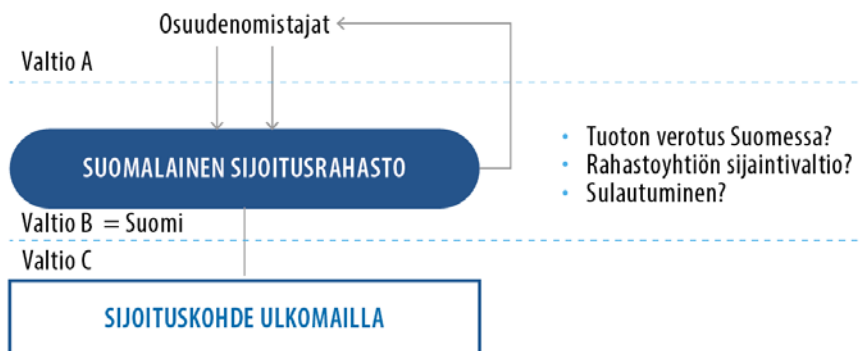 Osuudenomistajat
Valtio A
SUOMALAINEN SIJOITUSRAHASTO
• Tuoton verotus Suomessa?
• Rahastoyhtiön sijaintivaltio?
• Sulautuminen?
Valtio B = Suomi
Valtio C
SIJOITUSKOHDE ULKOMAILLA